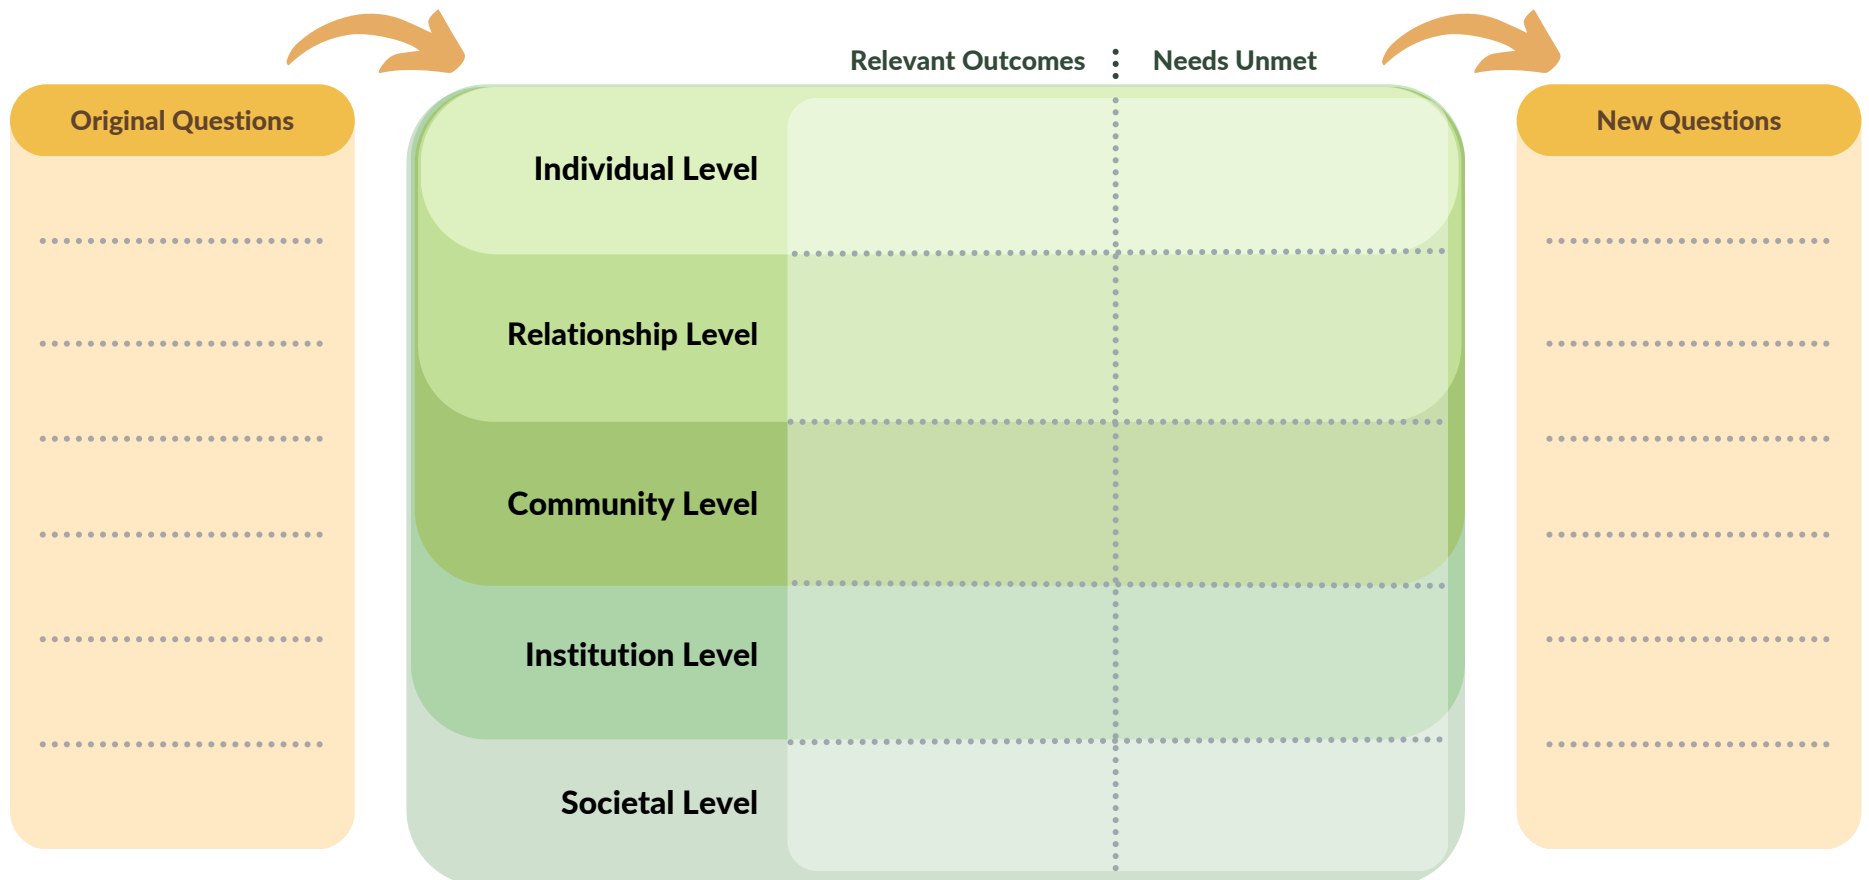 Relevant Outcomes
Needs Unmet
Original Questions
New Questions
Individual Level
Relationship Level
Community Level
Institution Level
Societal Level